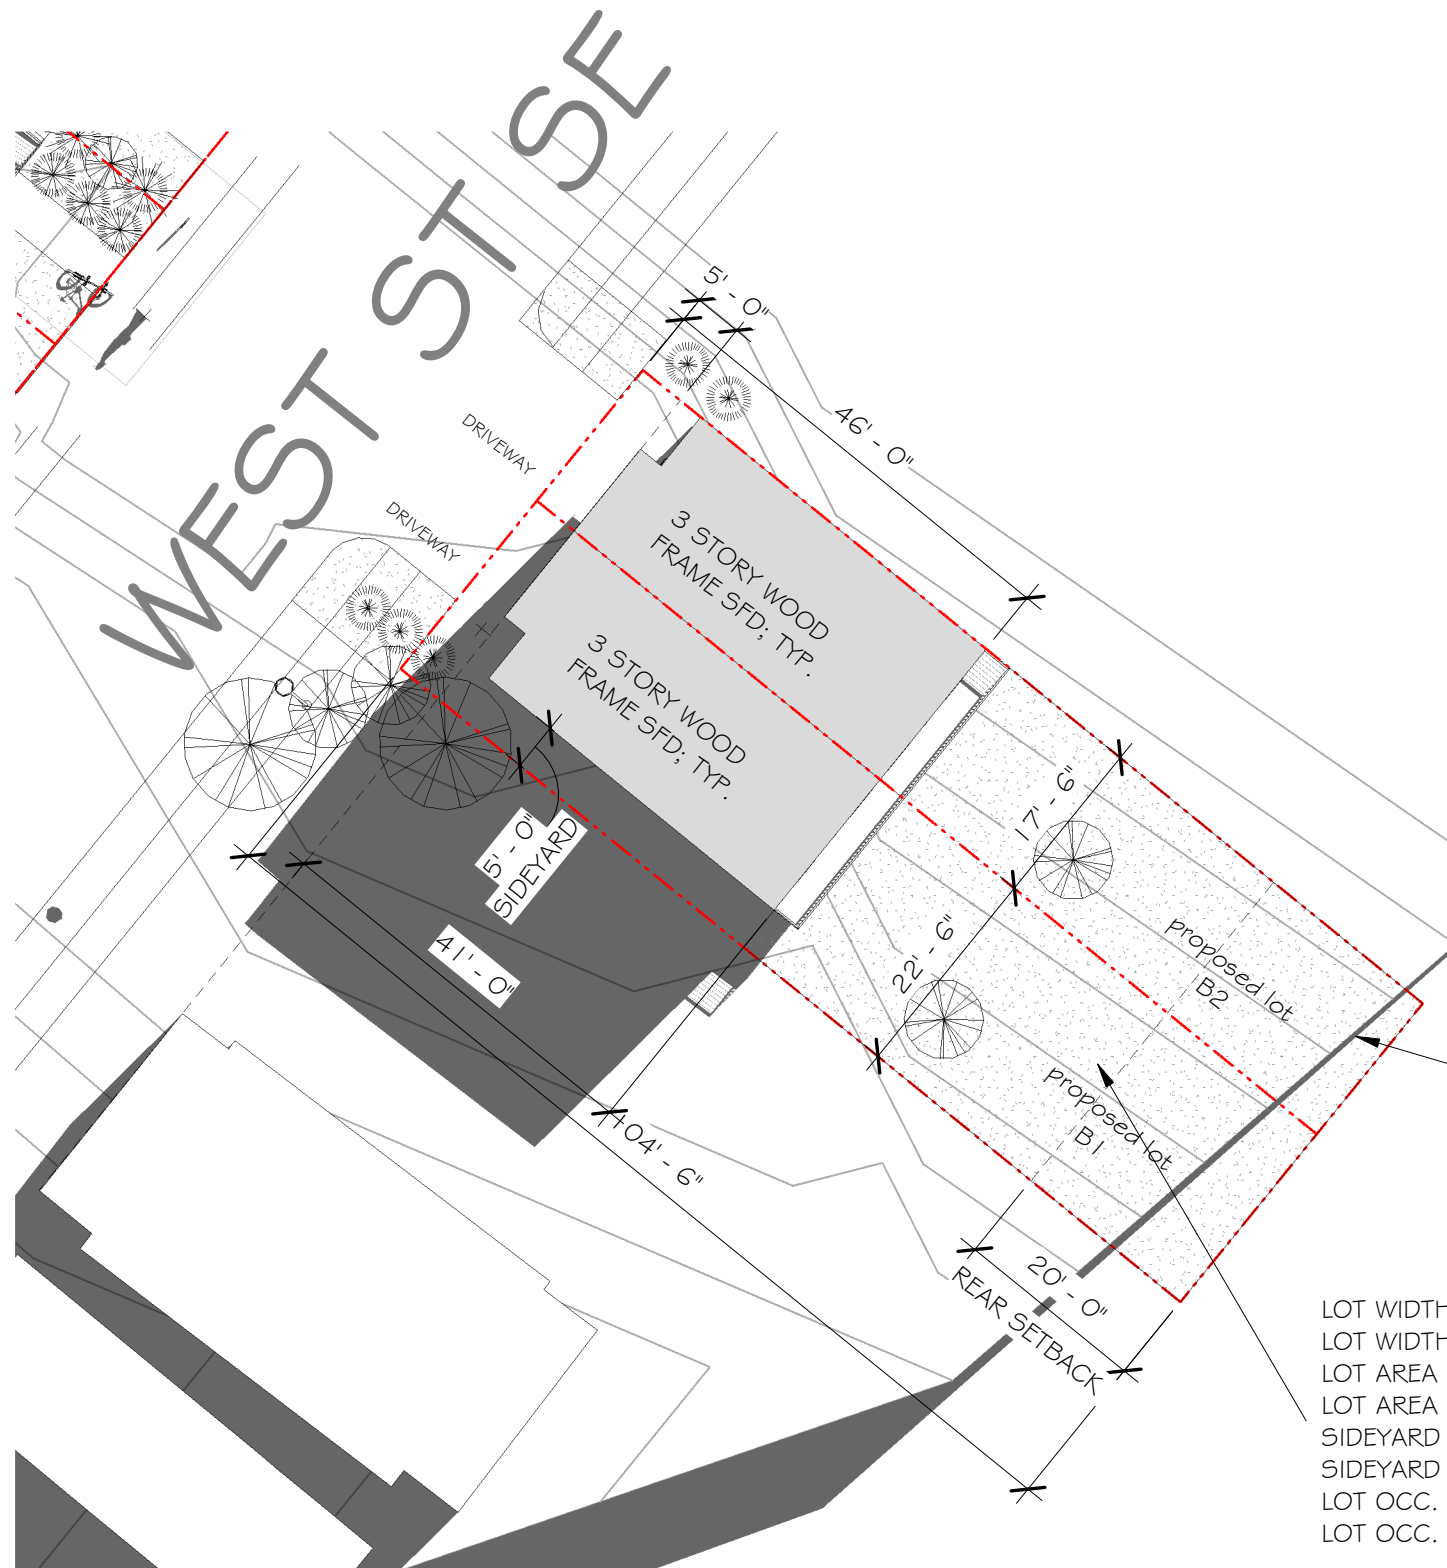 WEST ST SE
5' - 0"
46' - 0"
DRIVEWAY
DRIVEWAY
3 STORY WOOD
FRAME SFD; TYP.
3 STORY WOOD
FRAME SFD; TYP.
17' - 6"
22' - 6"
5' - 0"
SIDEYARD
41' - 0"
proposed lot
B2
proposed lot
B1
104' - 6"
20' - 0"
REAR SETBACK
LOT WIDTH
LOT WIDTH
LOT AREA
LOT AREA
SIDEYARD
SIDEYARD
LOT OCC.
LOT OCC.